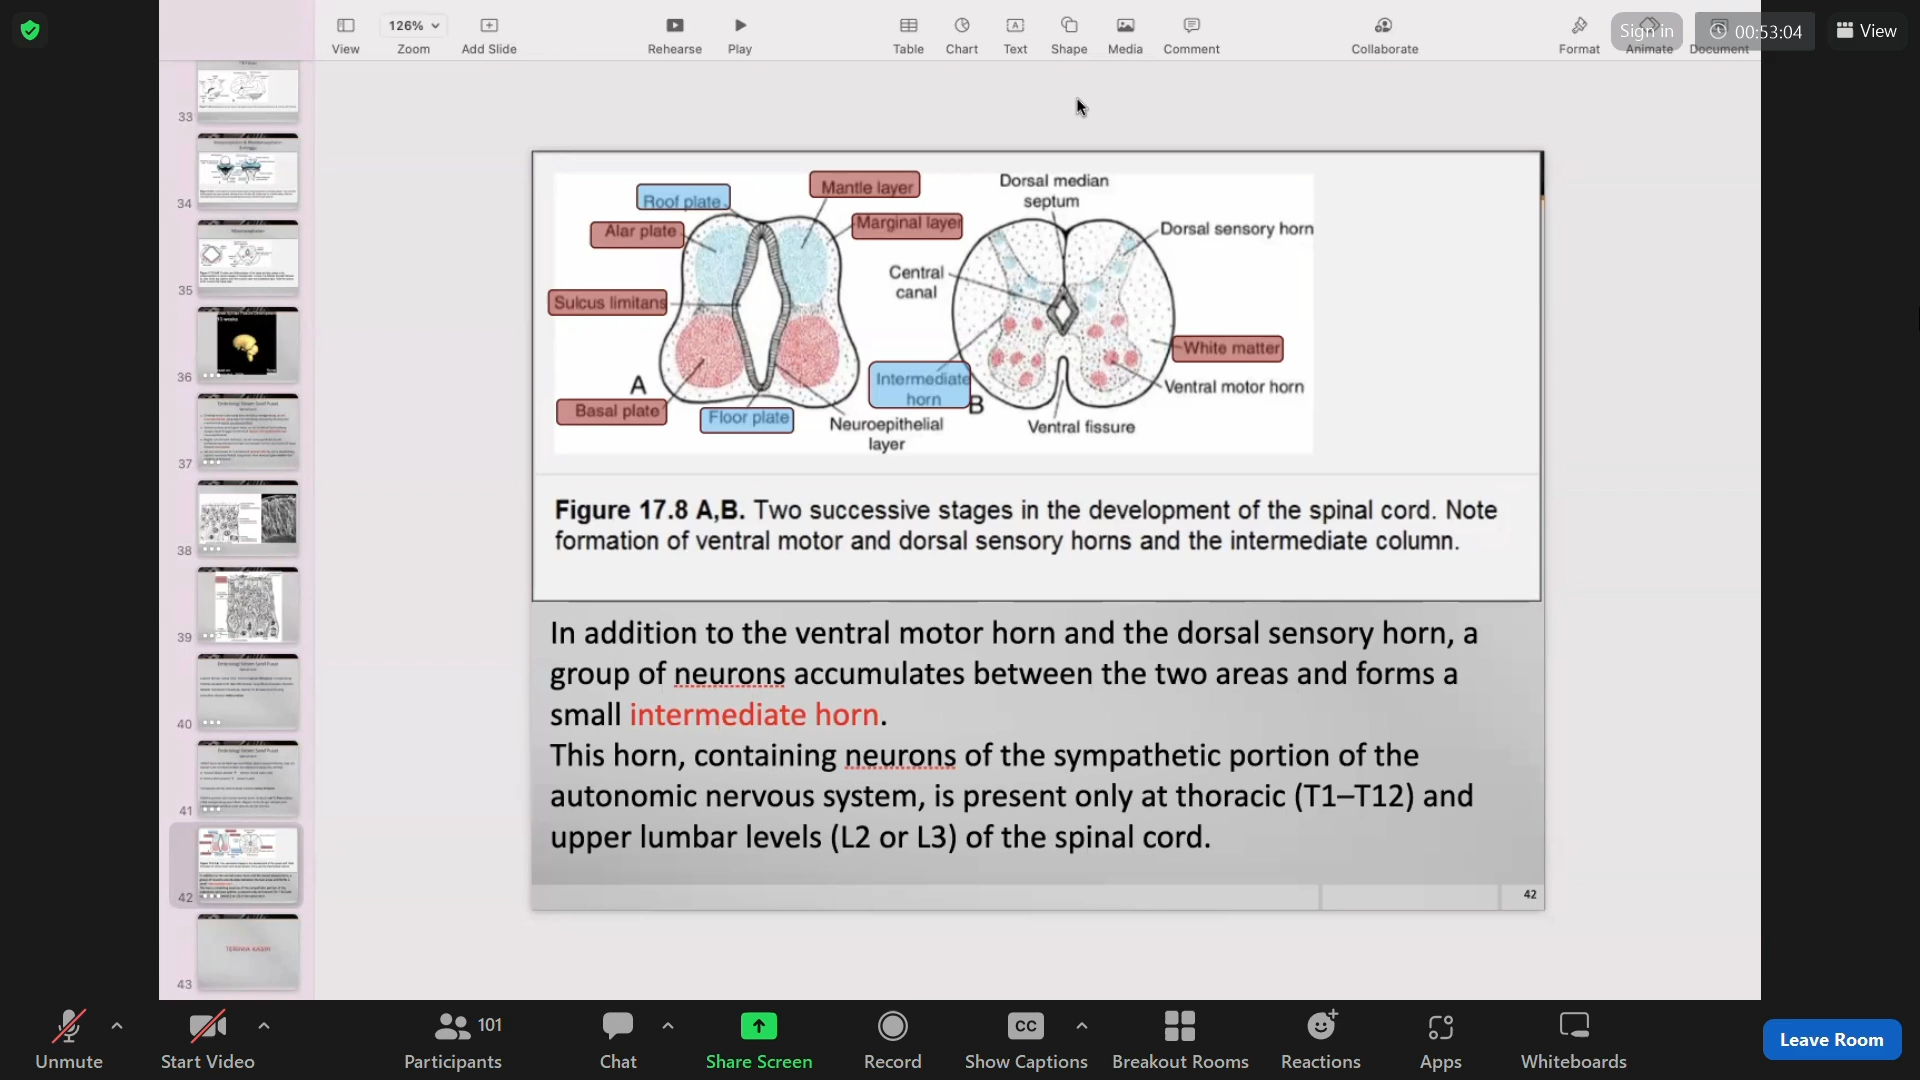 View
126%
Zoom
Add Slide
Rehearse
Play
Table
Chart
Text
Shape
Media
Comment
Collaborate
Format
Animate
Document
Sign in
00:53:04
View
33
34
35
36
37
38
39
40
41
42
43
TERIMA KASIH
Roof plate
Mantle layer
Alar plate
Marginal layer
Sulcus limitans
A
Basal plate
Floor plate
Neuroepithelial
layer
Dorsal median
septum
Dorsal sensory horn
Central
canal
White matter
Intermediate
horn
B
Ventral motor horn
Ventral fissure
Figure 17.8 A,B. Two successive stages in the development of the spinal cord. Note
formation of ventral motor and dorsal sensory horns and the intermediate column.
In addition to the ventral motor horn and the dorsal sensory horn, a
group of neurons accumulates between the two areas and forms a
small intermediate horn.
This horn, containing neurons of the sympathetic portion of the
autonomic nervous system, is present only at thoracic (T1–T12) and
upper lumbar levels (L2 or L3) of the spinal cord.
42
Unmute
Start Video
101
Participants
Chat
Share Screen
Record
CC
Show Captions
Breakout Rooms
Reactions
Apps
Whiteboards
Leave Room